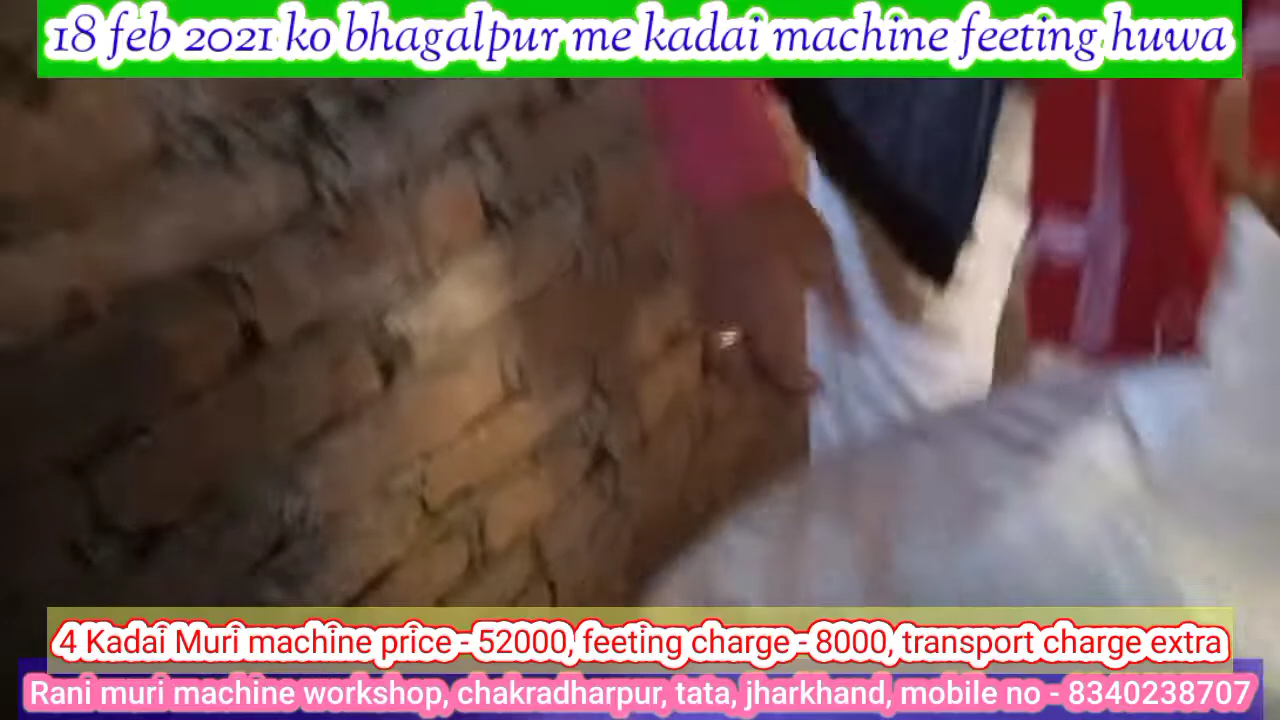 18 feb 2021 ko bhagalpur me kadai machine feeting huwa
4 Kadai Muri machine price - 52000, feeting charge - 8000, transport charge extra
Rani muri machine workshop, chakradharpur, tata, jharkhand, mobile no - 8340238707